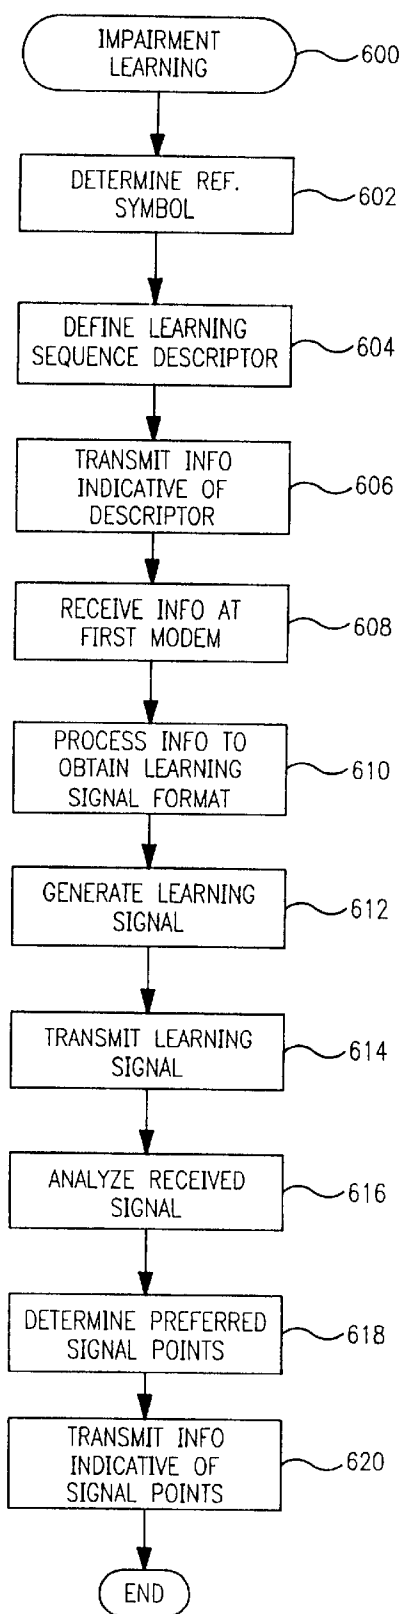 IMPAIRMENT
LEARNING
600
DETERMINE REF.
SYMBOL
602
DEFINE LEARNING
SEQUENCE DESCRIPTOR
604
TRANSMIT INFO
INDICATIVE OF
DESCRIPTOR
606
RECEIVE INFO AT
FIRST MODEM
608
PROCESS INFO TO
OBTAIN LEARNING
SIGNAL FORMAT
610
GENERATE LEARNING
SIGNAL
612
TRANSMIT LEARNING
SIGNAL
614
ANALYZE RECEIVED
SIGNAL
616
DETERMINE PREFERRED
SIGNAL POINTS
618
TRANSMIT INFO
INDICATIVE OF
SIGNAL POINTS
620
END